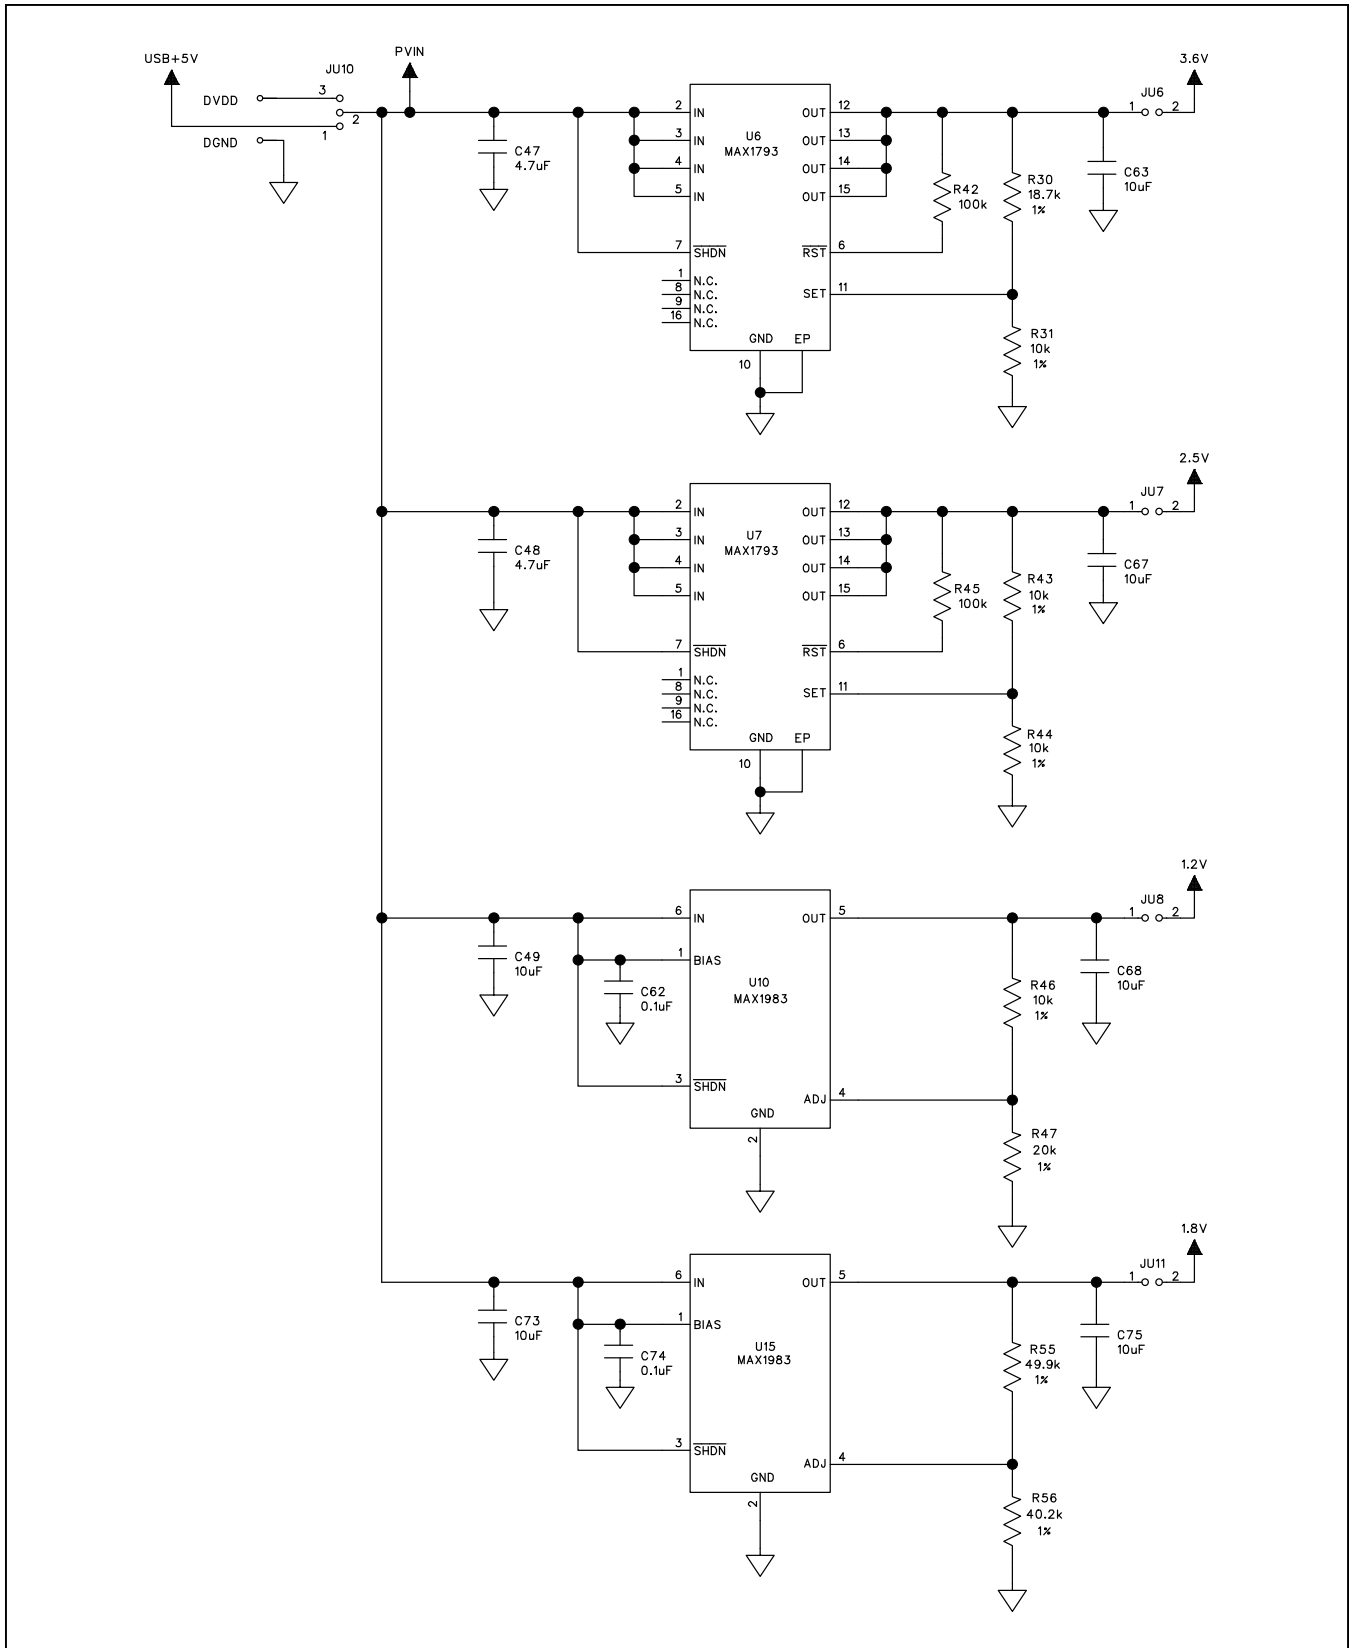 USB+5V
PVIN
JU10
DVDD
3
2
1
DGND
C47
4.7uF
2 IN
3 IN
4 IN
5 IN
7 SHDN
1 N.C.
8 N.C.
9 N.C.
16 N.C.
U6
MAX1793
OUT 12
OUT 13
OUT 14
OUT 15
RST 6
SET 11
GND EP
10
R42
100k
R30
18.7k
1%
R31
10k
1%
C63
10uF
JU6
1 2
3.6V
C48
4.7uF
2 IN
3 IN
4 IN
5 IN
7 SHDN
1 N.C.
8 N.C.
9 N.C.
16 N.C.
U7
MAX1793
OUT 12
OUT 13
OUT 14
OUT 15
RST 6
SET 11
GND EP
10
R45
100k
R43
10k
1%
R44
10k
1%
C67
10uF
JU7
1 2
2.5V
C49
10uF
C62
0.1uF
6 IN
1 BIAS
3 SHDN
U10
MAX1983
OUT 5
ADJ 4
GND
2
R46
10k
1%
R47
20k
1%
C68
10uF
JU8
1 2
1.2V
C73
10uF
C74
0.1uF
6 IN
1 BIAS
3 SHDN
U15
MAX1983
OUT 5
ADJ 4
GND
2
R55
49.9k
1%
R56
40.2k
1%
C75
10uF
JU11
1 2
1.8V